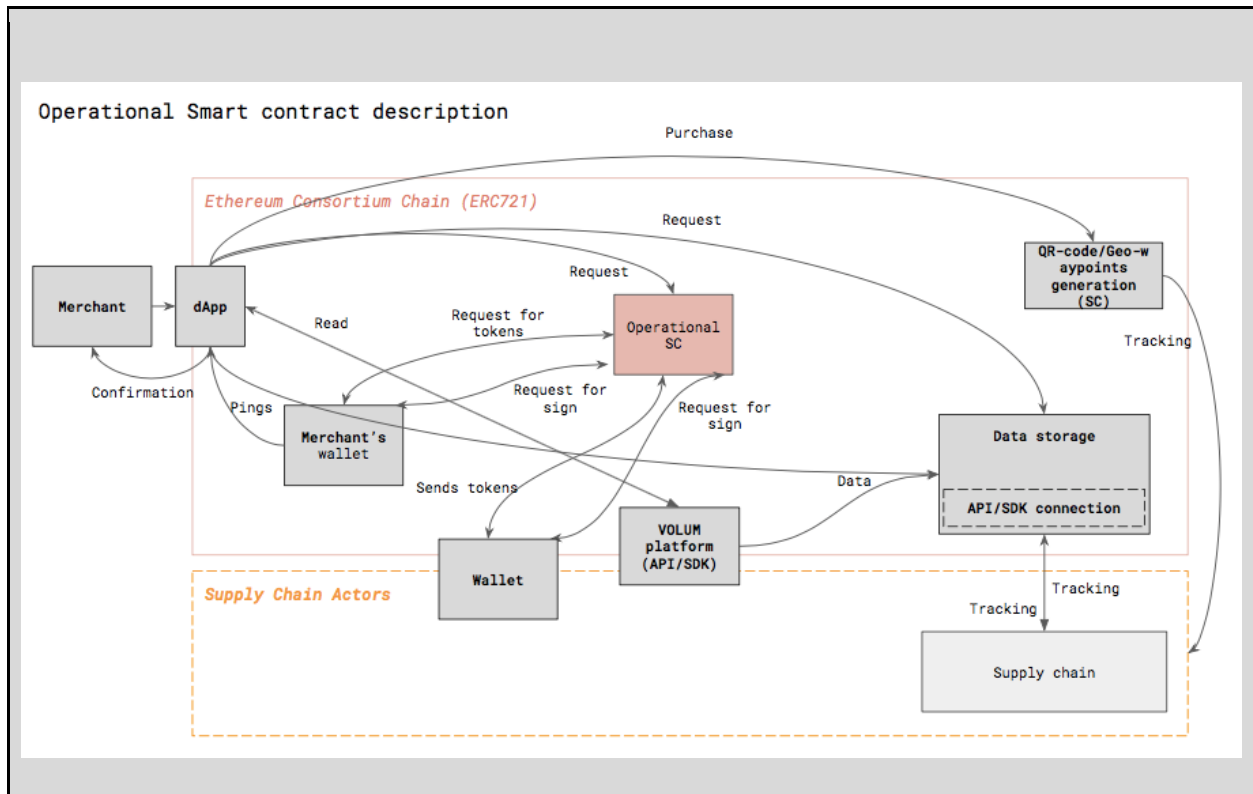 Operational Smart contract description
Purchase
Ethereum Consortium Chain (ERC721)
Request
QR-code/Geo-w
aypoints
generation
(SC)
Request
Merchant
dApp
Read
Request for
tokens
Operational
SC
Tracking
Confirmation
Pings
Request for
sign
Request for
sign
Merchant's
wallet
Data storage
Sends tokens
Data
API/SDK connection
VOLUM
platform
(API/SDK)
Wallet
Supply Chain Actors
Tracking
Tracking
Supply chain